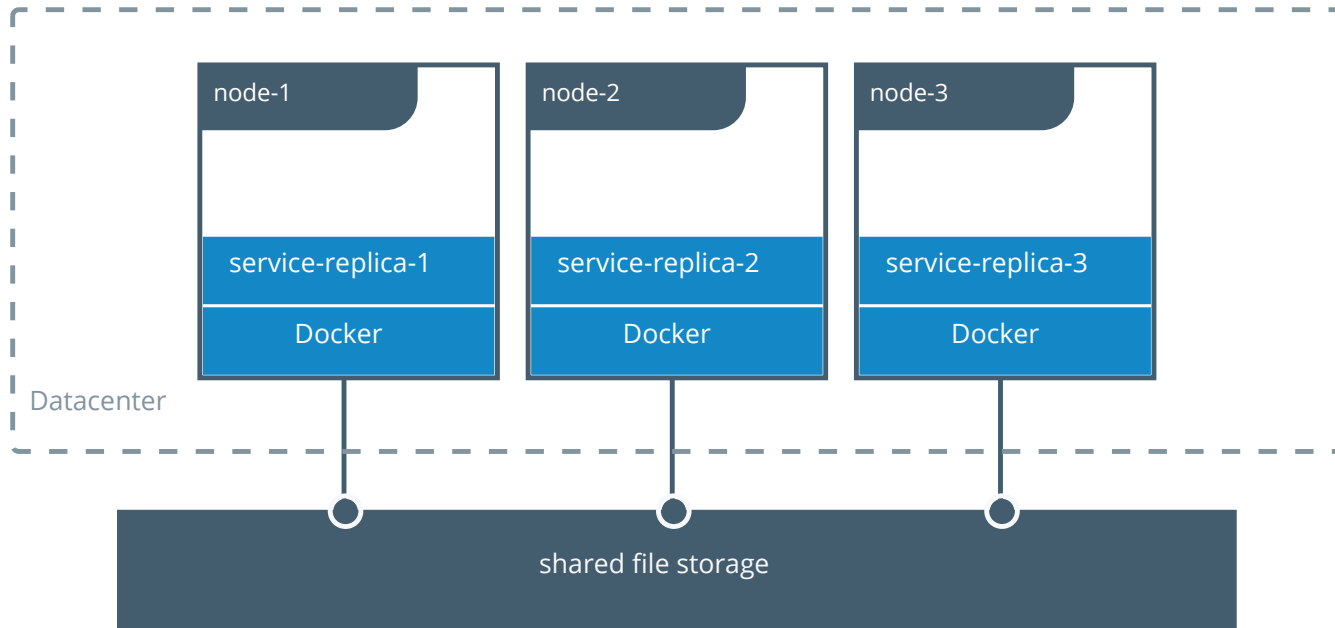 node-1
node-2
node-3
service-replica-1
service-replica-2
service-replica-3
Docker
Docker
Docker
Datacenter
shared file storage